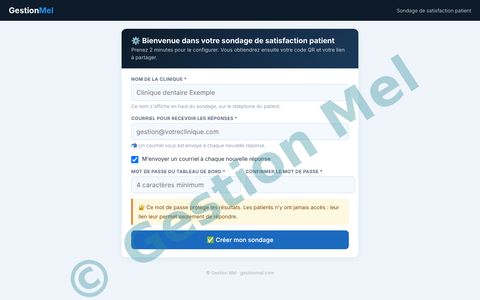 GestionMel
Sondage de satisfaction patient
⚙️ Bienvenue dans votre sondage de satisfaction patient
Prenez 2 minutes pour le configurer. Vous obtiendrez ensuite votre code QR et votre lien
à partager.
NOM DE LA CLINIQUE *
Clinique dentaire Exemple
Ce nom s'affiche en haut du sondage, sur le téléphone du patient.
COURRIEL POUR RECEVOIR LES RÉPONSES *
gestion@votreclinique.com
📬 Un courriel vous est envoyé à chaque nouvelle réponse.
M'envoyer un courriel à chaque nouvelle réponse
MOT DE PASSE DU TABLEAU DE BORD *
CONFIRMER LE MOT DE PASSE *
4 caractères minimum
🔐 Ce mot de passe protège les résultats. Les patients n'y ont jamais accès : leur
lien leur permet seulement de répondre.
✅ Créer mon sondage
© Gestion Mel · gestionmel.com
© Gestion Mel